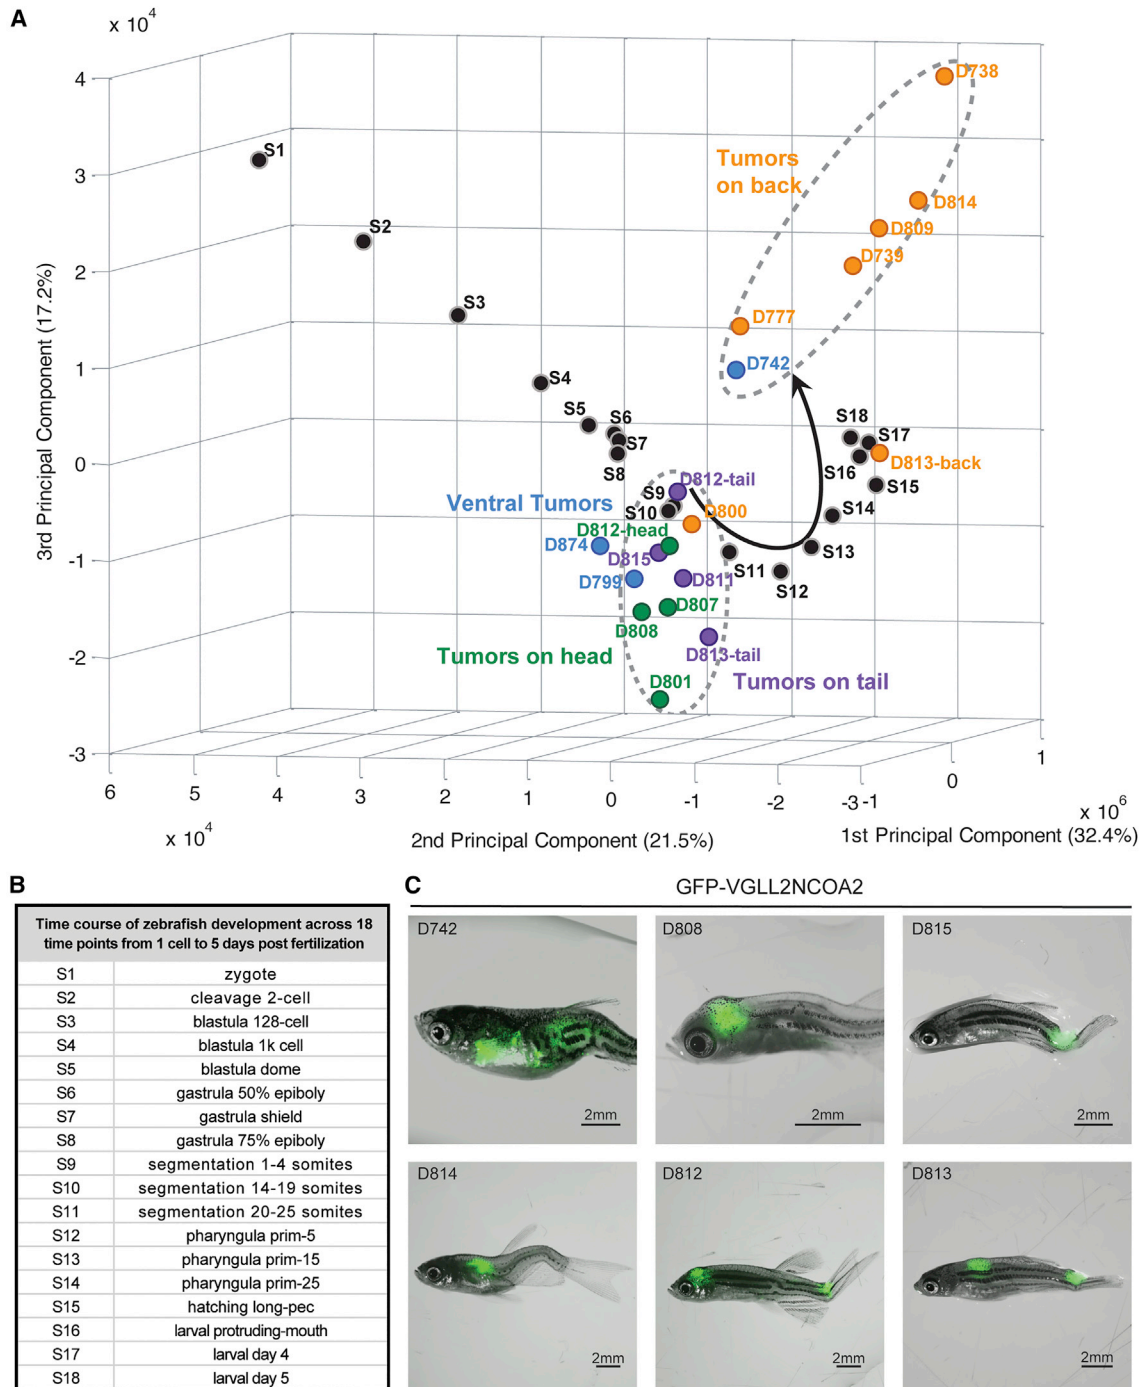 A
x 10⁴
4
3
2
1
0
-1
-2
-3
3rd Principal Component (17.2%)
S1
S2
S3
S4
S5
S6
S7
S8
S9
S10
S11
S12
S13
S14
S15
S16
S17
S18
Tumors
on back
D738
D814
D809
D739
D777
D742
D813-back
Ventral Tumors
D812-tail
D800
D812-head
D874
D815
D799
D811
D807
D808
D813-tail
D801
Tumors on head
Tumors on tail
6
5
4
3
2
1
0
-1
-2
-3
x 10⁴
2nd Principal Component (21.5%)
-1
0
1
x 10⁶
1st Principal Component (32.4%)
B
Time course of zebrafish development across 18
time points from 1 cell to 5 days post fertilization
S1 zygote
S2 cleavage 2-cell
S3 blastula 128-cell
S4 blastula 1k cell
S5 blastula dome
S6 gastrula 50% epiboly
S7 gastrula shield
S8 gastrula 75% epiboly
S9 segmentation 1-4 somites
S10 segmentation 14-19 somites
S11 segmentation 20-25 somites
S12 pharyngula prim-5
S13 pharyngula prim-15
S14 pharyngula prim-25
S15 hatching long-pec
S16 larval protruding-mouth
S17 larval day 4
S18 larval day 5
C
GFP-VGLL2NCOA2
D742
2mm
D808
2mm
D815
2mm
D814
2mm
D812
2mm
D813
2mm